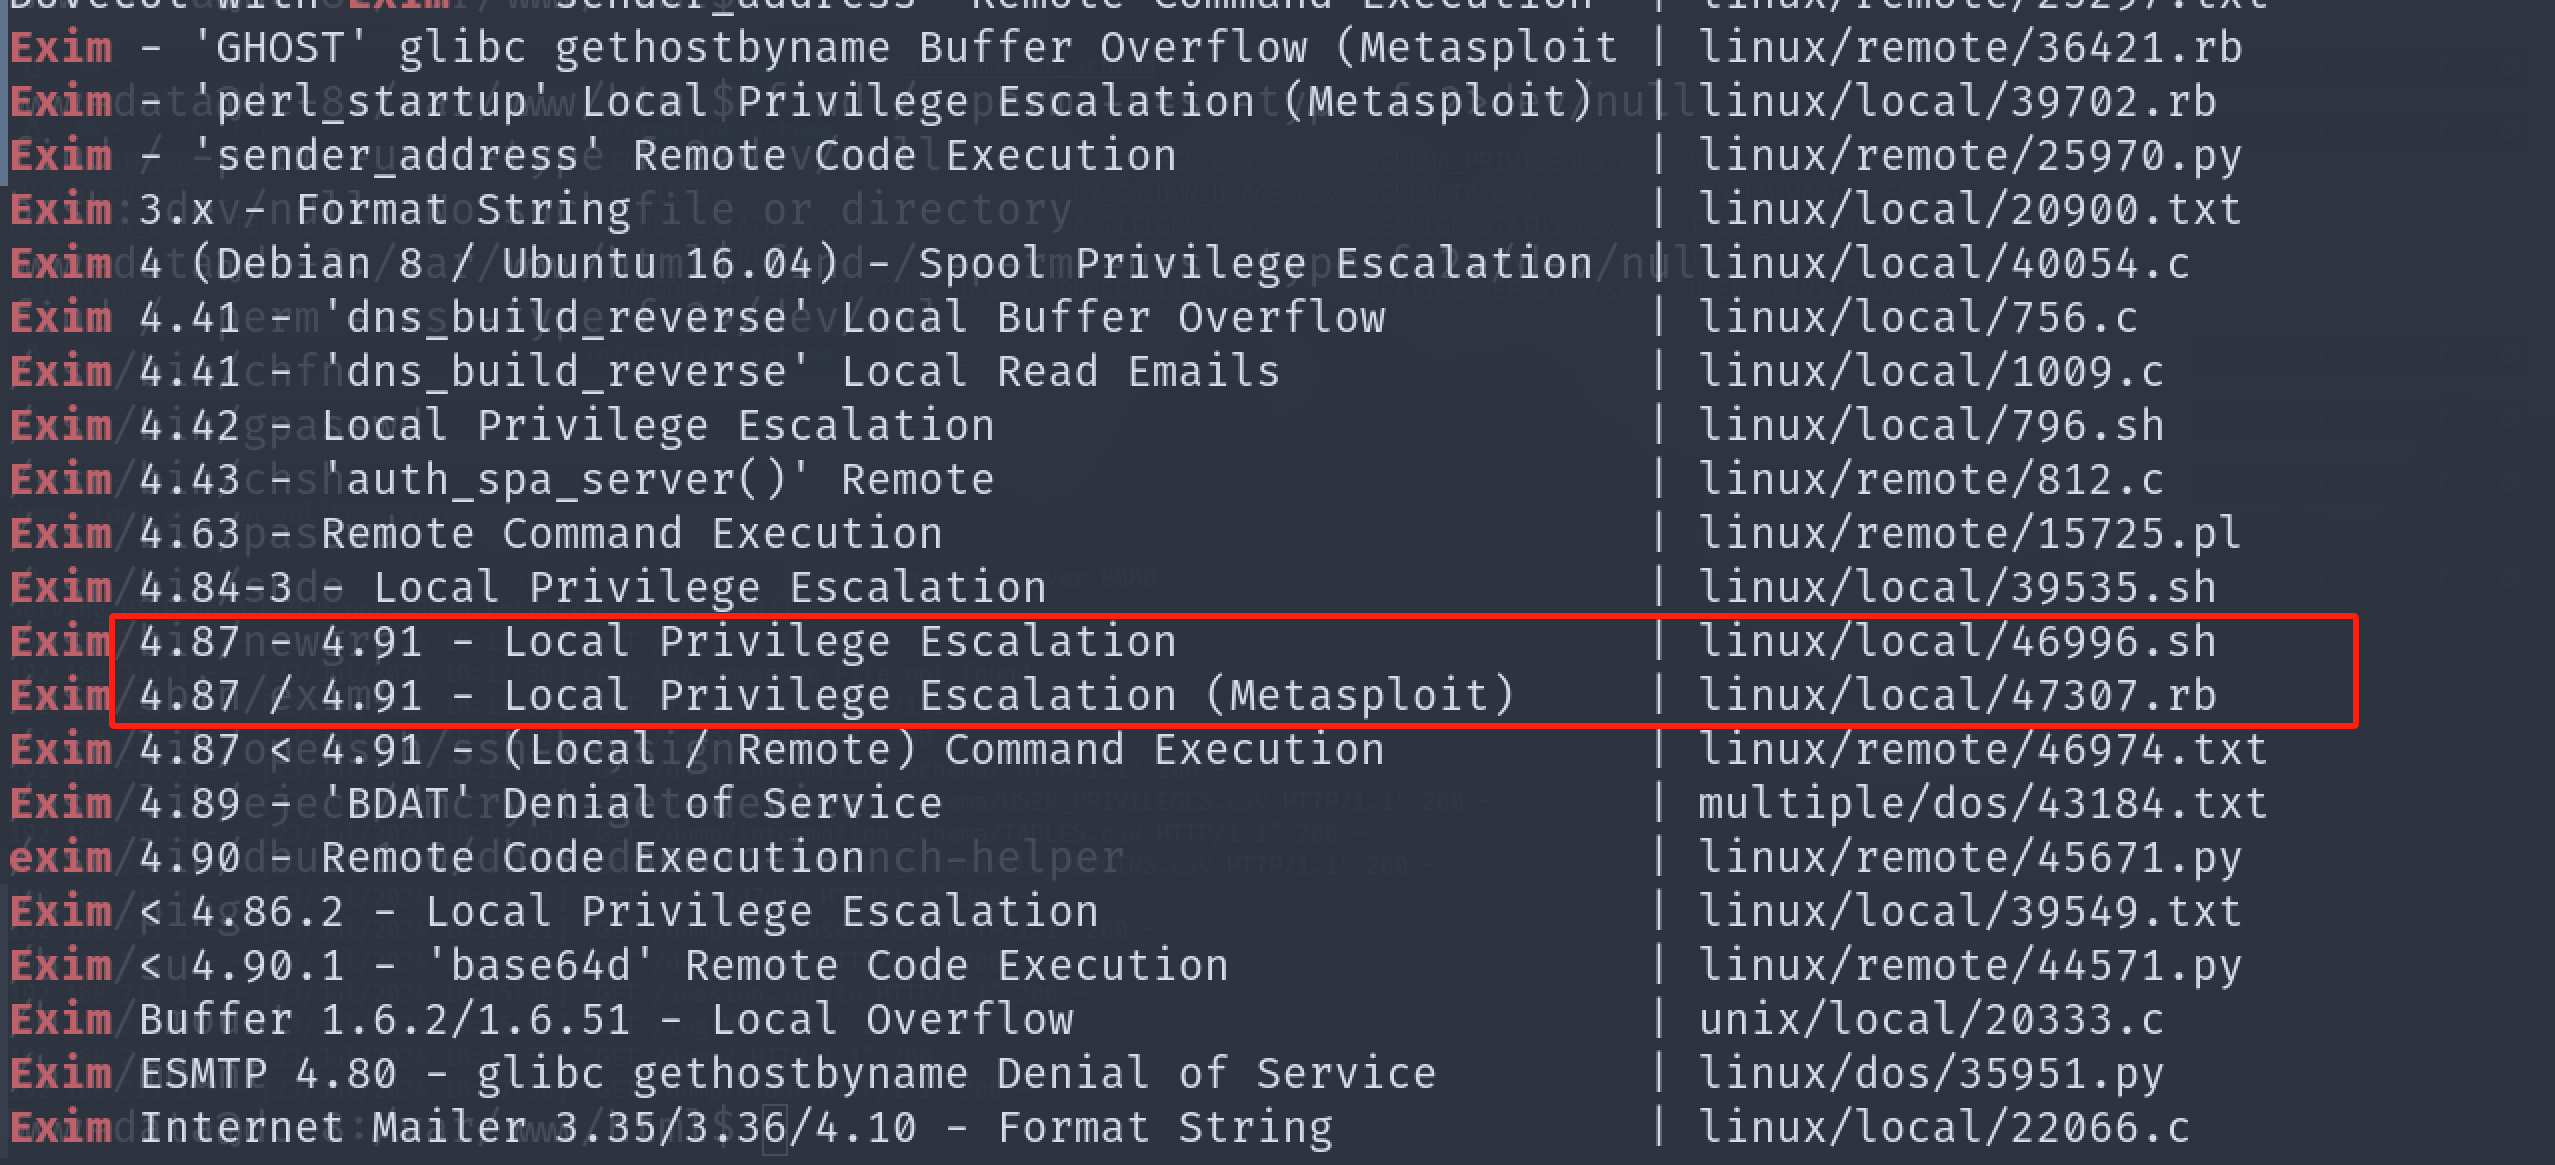 Dovecot with Exim - 'sender_address' Remote Command Execution | linux/remote/25297.txt
Exim - 'GHOST' glibc gethostbyname Buffer Overflow (Metasploit | linux/remote/36421.rb
Exim - 'perl_startup' Local Privilege Escalation (Metasploit) | linux/local/39702.rb
Exim - 'sender_address' Remote Code Execution | linux/remote/25970.py
Exim 3.x - Format String | linux/local/20900.txt
Exim 4 (Debian 8 / Ubuntu 16.04) - Spool Privilege Escalation | linux/local/40054.c
Exim 4.41 - 'dns_build_reverse' Local Buffer Overflow | linux/local/756.c
Exim 4.41 - 'dns_build_reverse' Local Read Emails | linux/local/1009.c
Exim 4.42 - Local Privilege Escalation | linux/local/796.sh
Exim 4.43 - 'auth_spa_server()' Remote | linux/remote/812.c
Exim 4.63 - Remote Command Execution | linux/remote/15725.pl
Exim 4.84-3 - Local Privilege Escalation | linux/local/39535.sh
Exim 4.87 - 4.91 - Local Privilege Escalation | linux/local/46996.sh
Exim 4.87 / 4.91 - Local Privilege Escalation (Metasploit) | linux/local/47307.rb
Exim 4.87 < 4.91 - (Local / Remote) Command Execution | linux/remote/46974.txt
Exim 4.89 - 'BDAT' Denial of Service | multiple/dos/43184.txt
exim 4.90 - Remote Code Execution | linux/remote/45671.py
Exim < 4.86.2 - Local Privilege Escalation | linux/local/39549.txt
Exim < 4.90.1 - 'base64d' Remote Code Execution | linux/remote/44571.py
Exim Buffer 1.6.2/1.6.51 - Local Overflow | unix/local/20333.c
Exim ESMTP 4.80 - glibc gethostbyname Denial of Service | linux/dos/35951.py
Exim Internet Mailer 3.35/3.36/4.10 - Format String | linux/local/22066.c